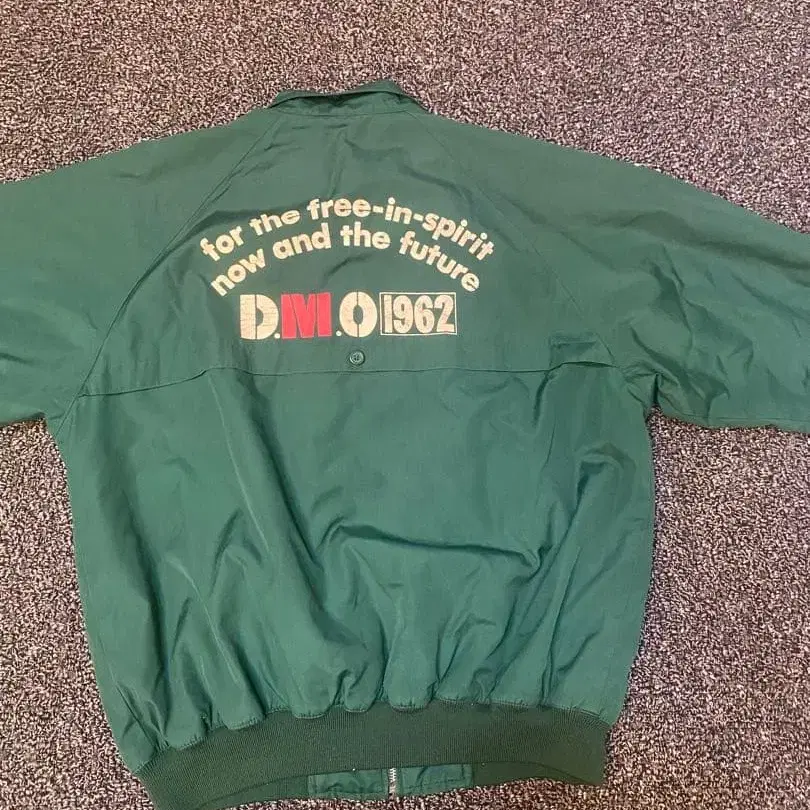 for the free-in-spirit
now and the future
D.M.O 1962